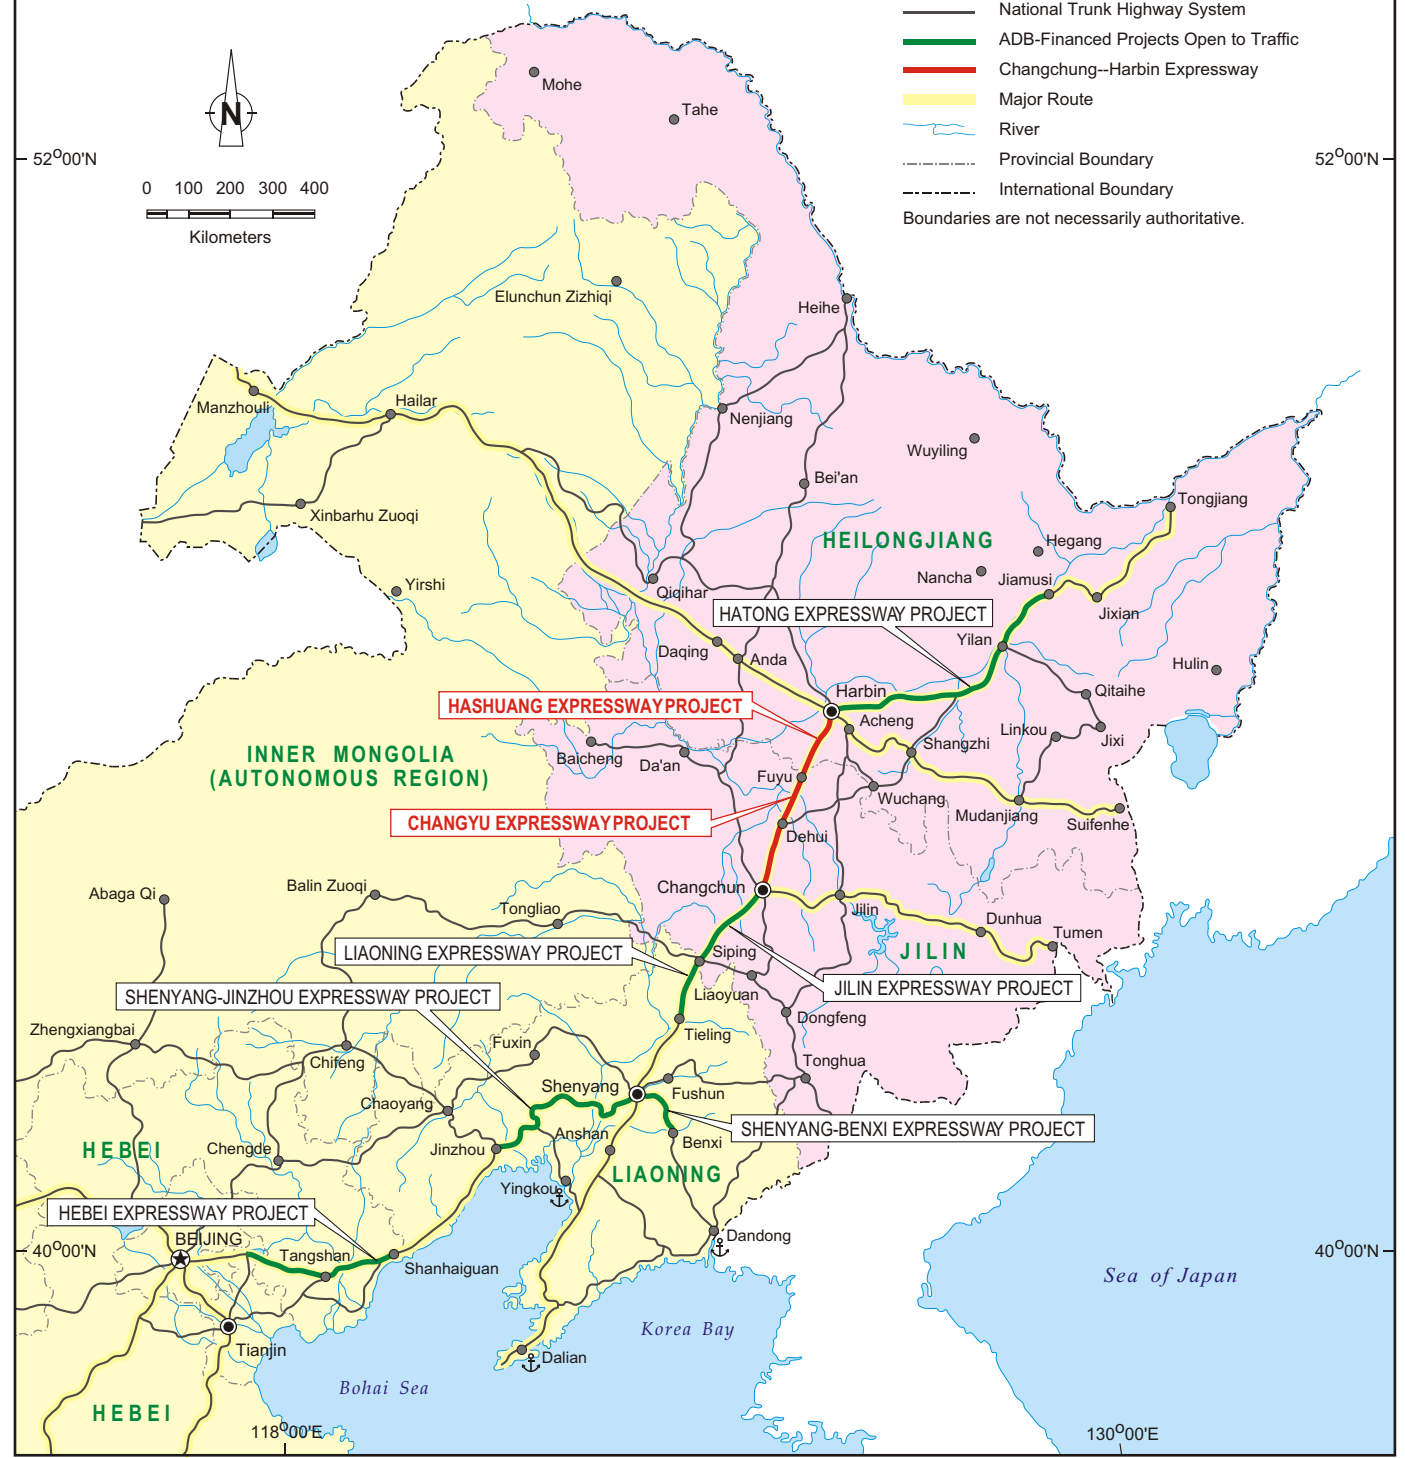 National Trunk Highway System
ADB-Financed Projects Open to Traffic
Changchung--Harbin Expressway
Major Route
River
Provincial Boundary
International Boundary
Boundaries are not necessarily authoritative.
N
52°00'N
52°00'N
0 100 200 300 400
Kilometers
Mohe
Tahe
Elunchun Zizhiqi
Heihe
Manzhouli
Hailar
Nenjiang
Wuyiling
Bei'an
Xinbarhu Zuoqi
Tongjiang
HEILONGJIANG
Hegang
Nancha
Jiamusi
Yirshi
Qiqihar
Jixian
HATONG EXPRESSWAY PROJECT
Yilan
Daqing
Anda
Hulin
Harbin
Qitaihe
HASHUANG EXPRESSWAY PROJECT
Acheng
Linkou
Jixi
Shangzhi
INNER MONGOLIA
(AUTONOMOUS REGION)
Baicheng
Da'an
Fuyu
Wuchang
CHANGYU EXPRESSWAY PROJECT
Mudanjiang
Suifenhe
Dehui
Changchun
Abaga Qi
Balin Zuoqi
Tongliao
Jilin
Dunhua
Tumen
LIAONING EXPRESSWAY PROJECT
Siping
JILIN
SHENYANG-JINZHOU EXPRESSWAY PROJECT
Liaoyuan
JILIN EXPRESSWAY PROJECT
Dongfeng
Zhengxiangbai
Tieling
Chifeng
Fuxin
Tonghua
Shenyang
Fushun
Chaoyang
SHENYANG-BENXI EXPRESSWAY PROJECT
Anshan
Benxi
HEBEI
Chengde
Jinzhou
LIAONING
Yingkou
HEBEI EXPRESSWAY PROJECT
BEIJING
Dandong
40°00'N
40°00'N
Tangshan
Shanhaiguan
Sea of Japan
Korea Bay
Tianjin
Dalian
Bohai Sea
HEBEI
118°00'E
130°00'E